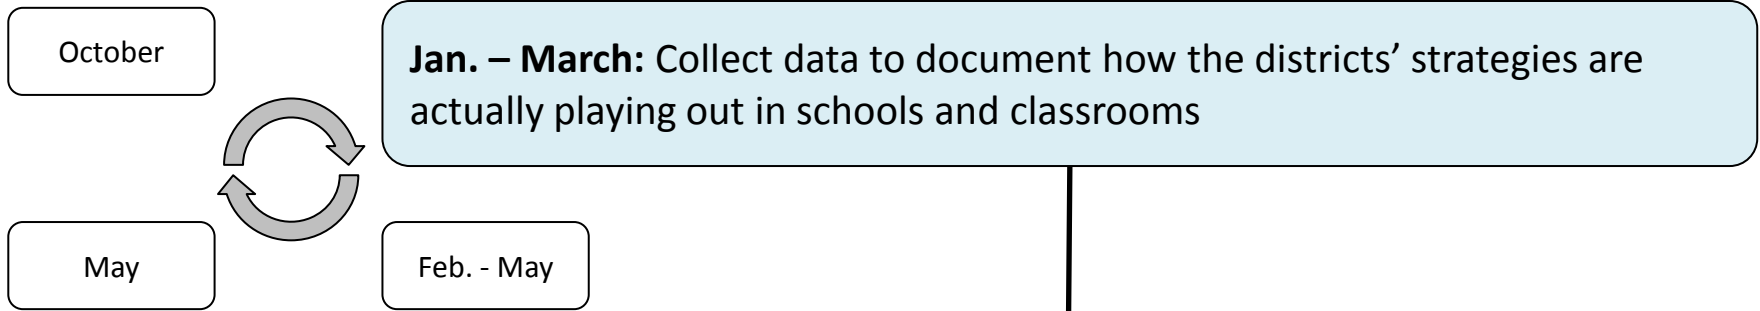 October
Jan. – March: Collect data to document how the districts’ strategies are
actually playing out in schools and classrooms
May
Feb. - May